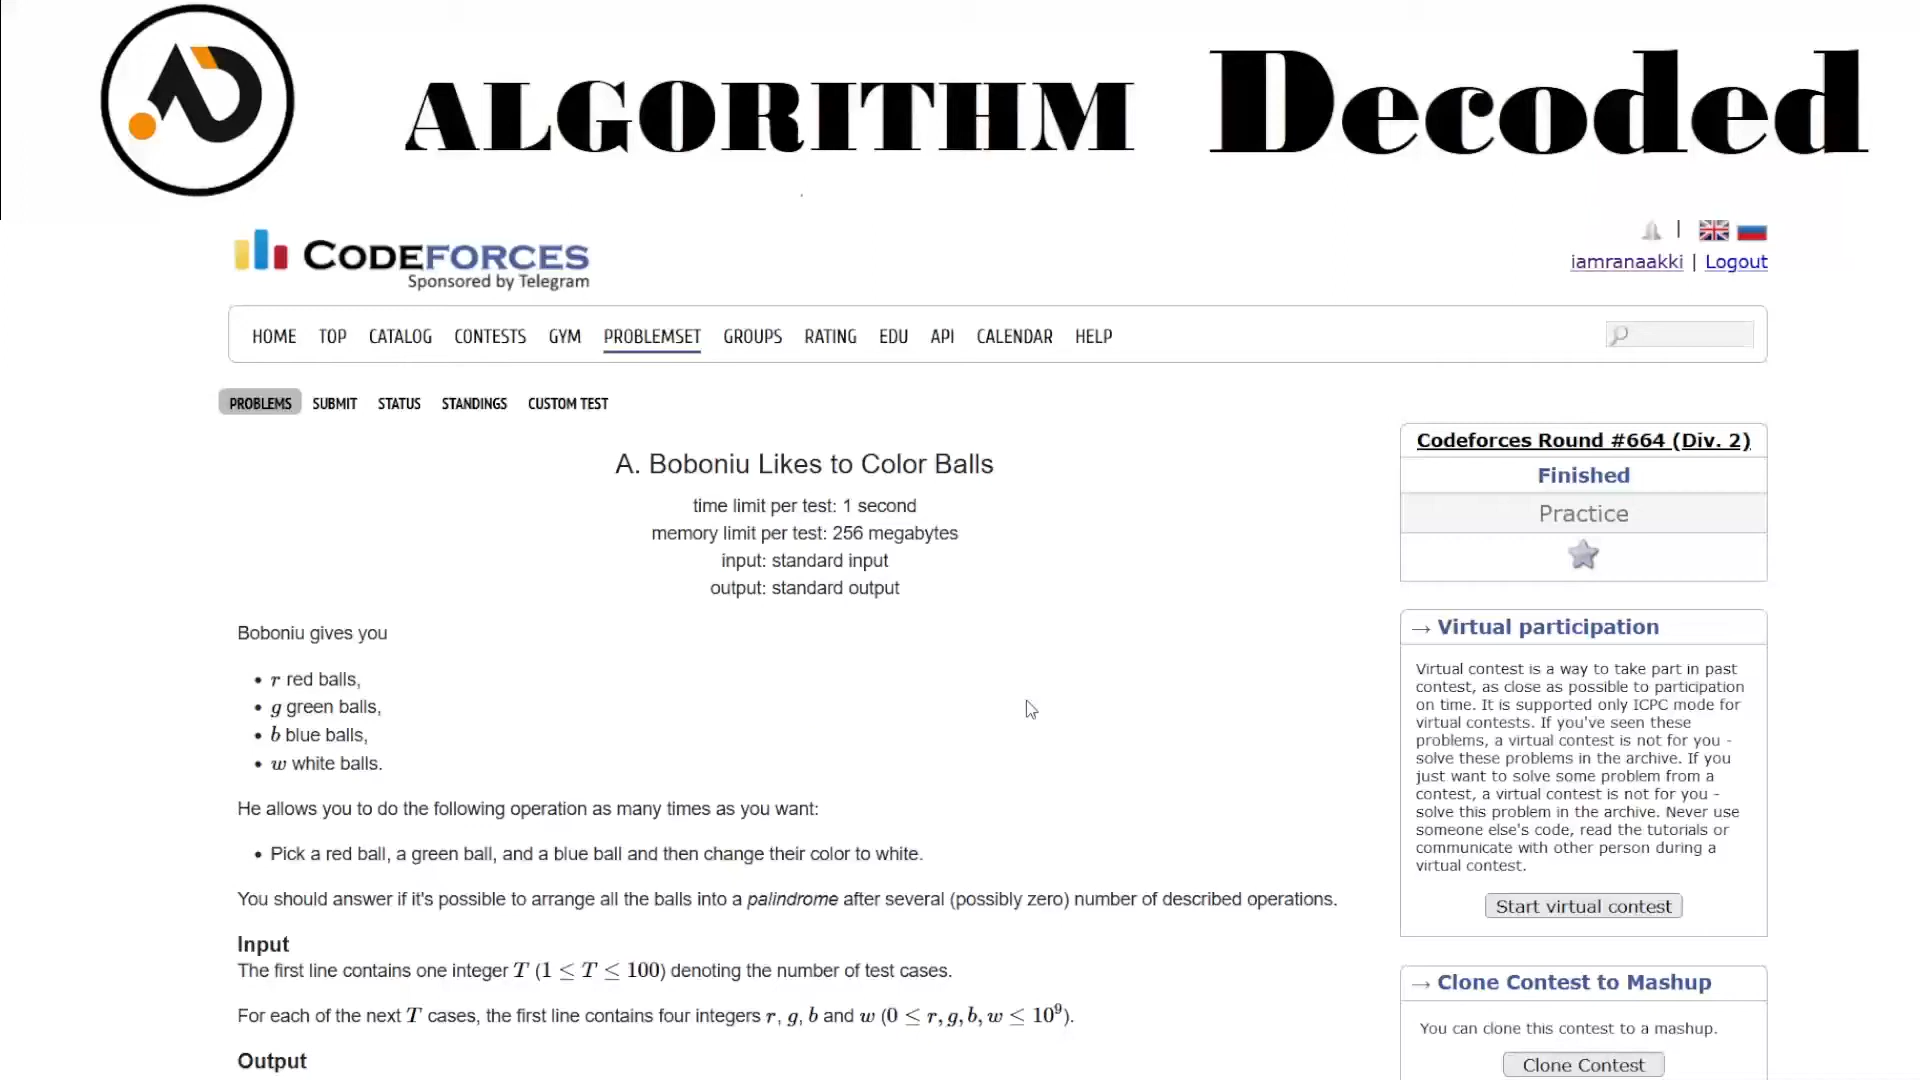 ALGORITHM Decoded
CODEFORCES
Sponsored by Telegram
|
iamranaakki | Logout
HOME TOP CATALOG CONTESTS GYM PROBLEMSET GROUPS RATING EDU API CALENDAR HELP
PROBLEMS SUBMIT STATUS STANDINGS CUSTOM TEST
A. Boboniu Likes to Color Balls
time limit per test: 1 second
memory limit per test: 256 megabytes
input: standard input
output: standard output
Boboniu gives you
• r red balls,
• g green balls,
• b blue balls,
• w white balls.
He allows you to do the following operation as many times as you want:
• Pick a red ball, a green ball, and a blue ball and then change their color to white.
You should answer if it's possible to arrange all the balls into a palindrome after several (possibly zero) number of described operations.
Input
The first line contains one integer T (1 ≤ T ≤ 100) denoting the number of test cases.
For each of the next T cases, the first line contains four integers r, g, b and w (0 ≤ r, g, b, w ≤ 10⁹).
Output
Codeforces Round #664 (Div. 2)
Finished
Practice
→ Virtual participation
Virtual contest is a way to take part in past
contest, as close as possible to participation
on time. It is supported only ICPC mode for
virtual contests. If you've seen these
problems, a virtual contest is not for you -
solve these problems in the archive. If you
just want to solve some problem from a
contest, a virtual contest is not for you -
solve this problem in the archive. Never use
someone else's code, read the tutorials or
communicate with other person during a
virtual contest.
Start virtual contest
→ Clone Contest to Mashup
You can clone this contest to a mashup.
Clone Contest